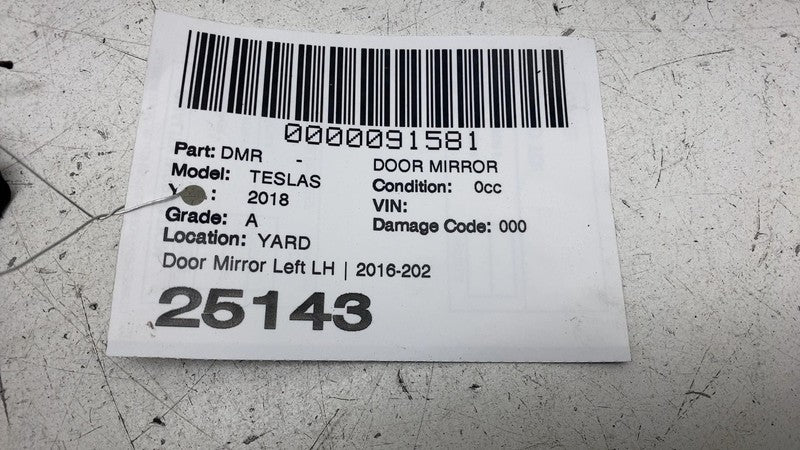 0000091581
Part: DMR - DOOR MIRROR
Model: TESLAS Condition: 0cc
: 2018 VIN:
Grade: A Damage Code: 000
Location: YARD
Door Mirror Left LH | 2016-202
25143